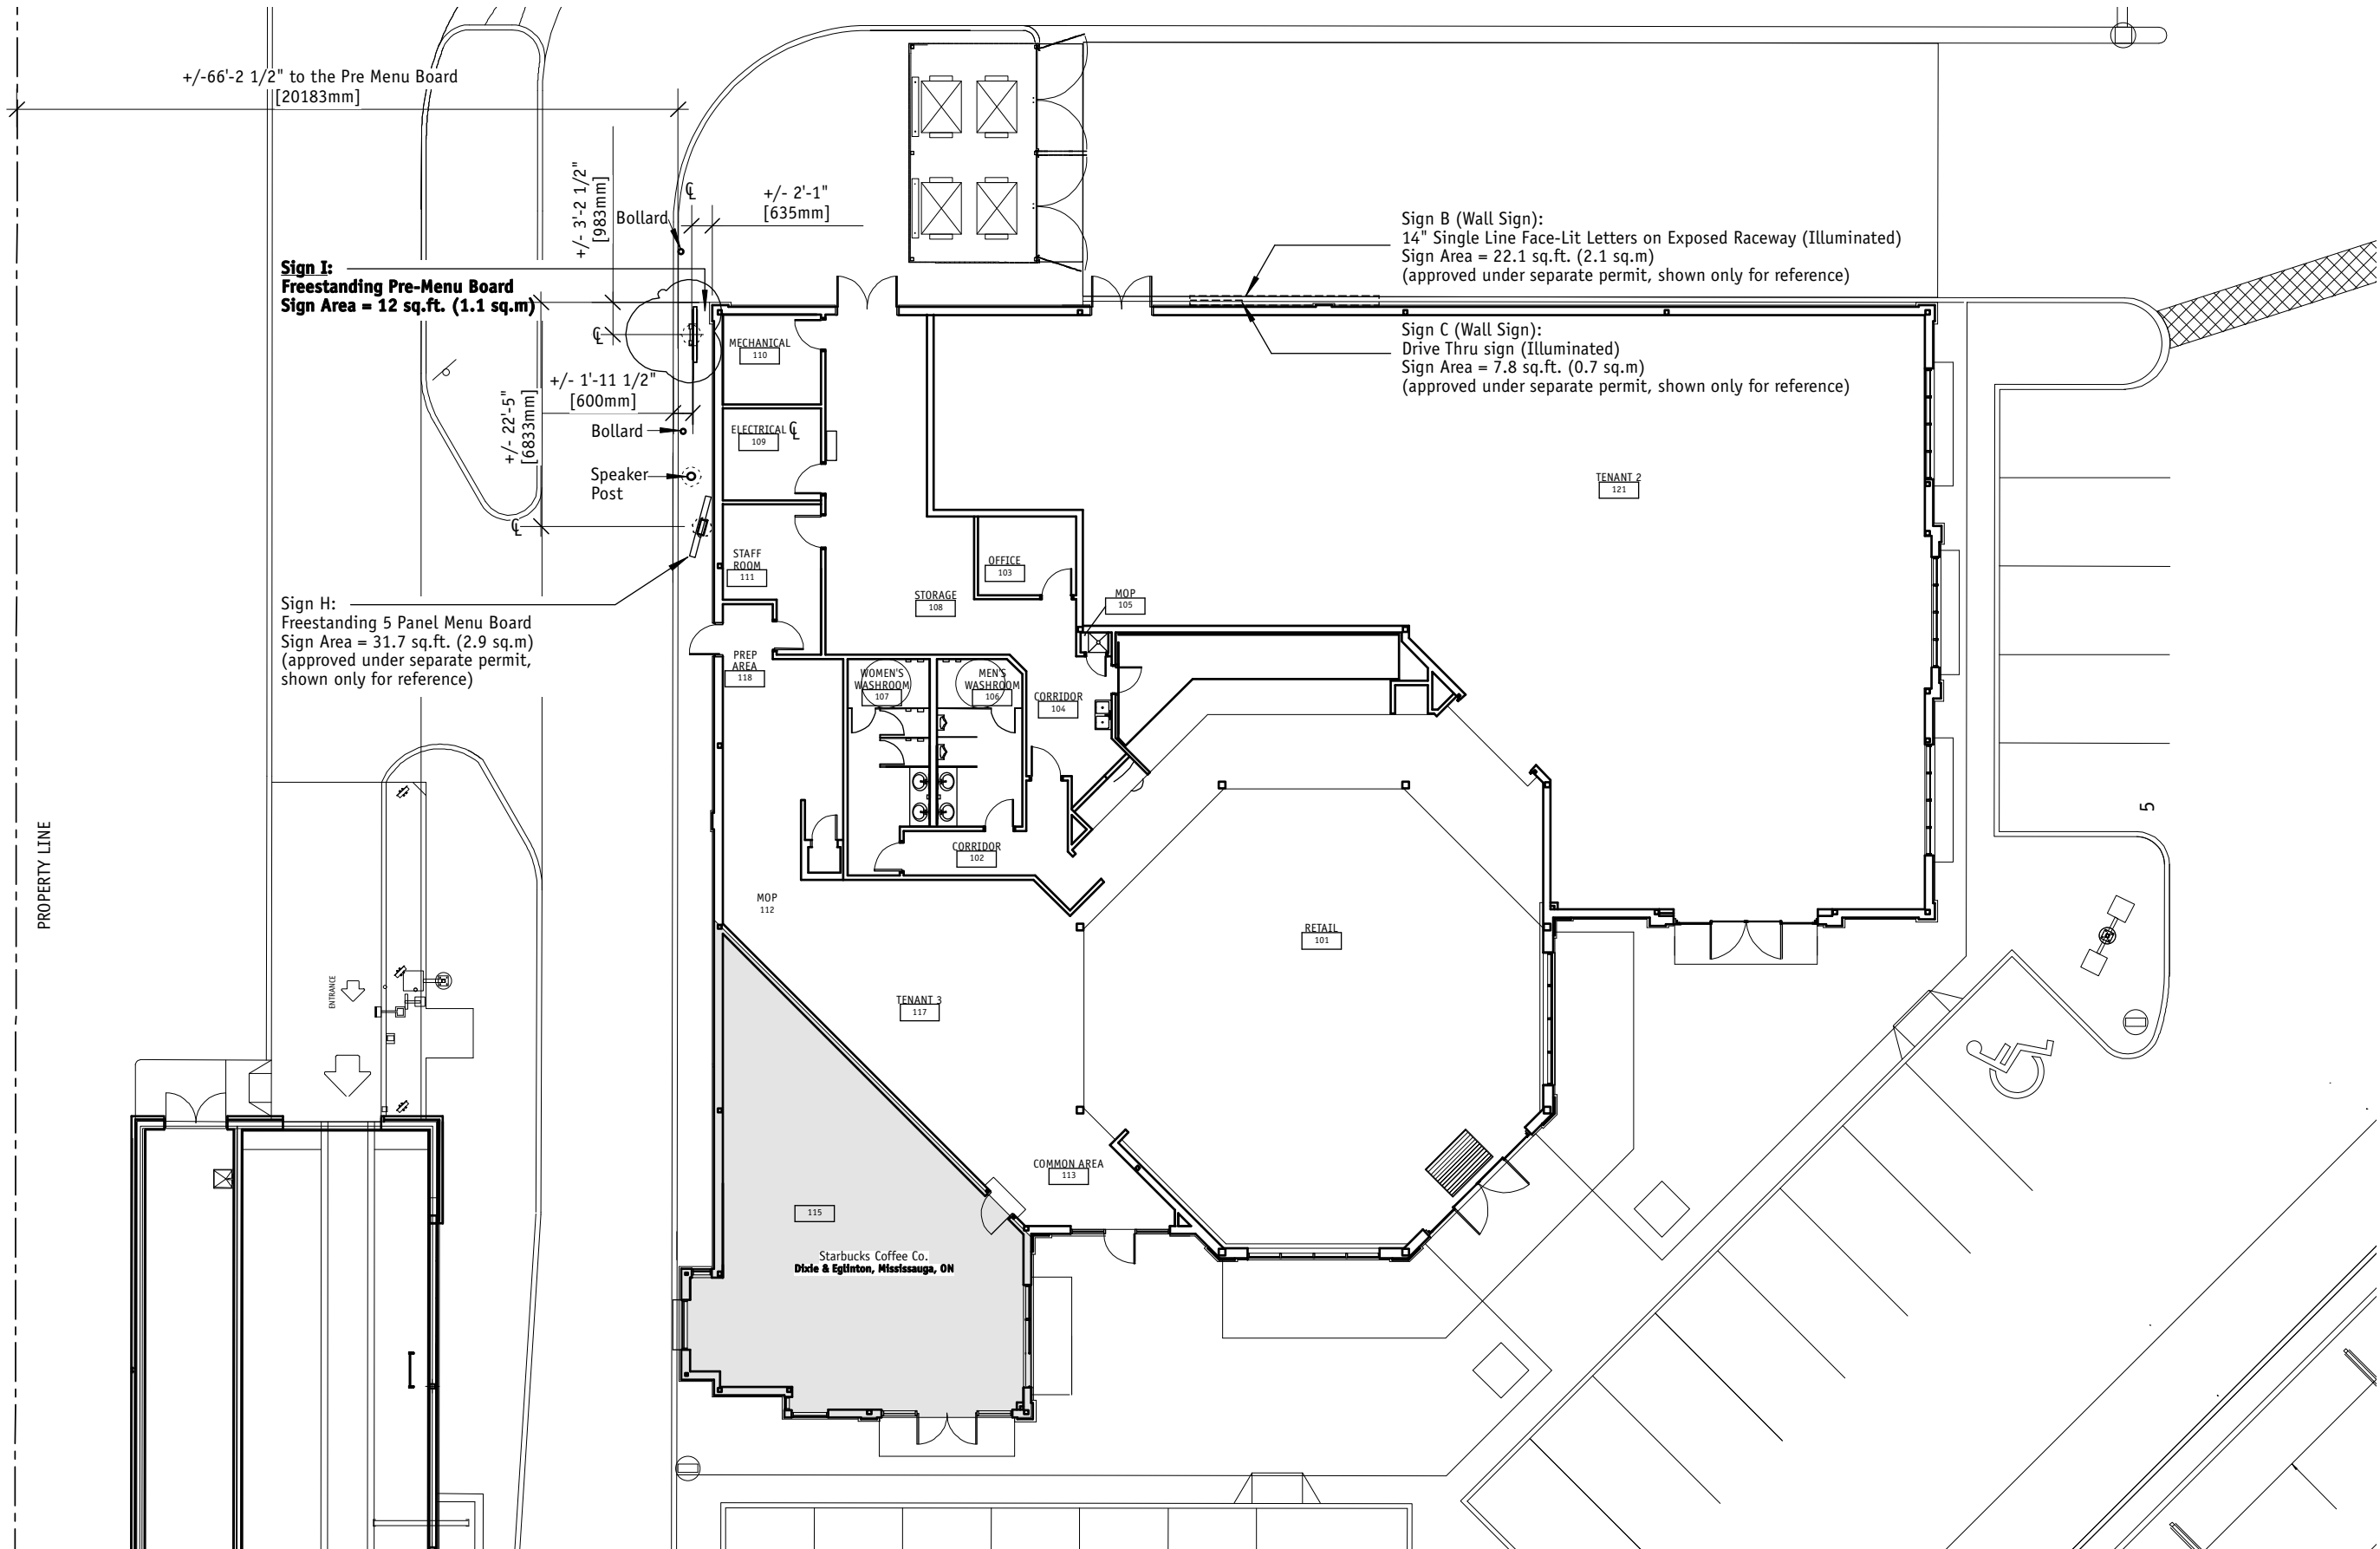 +/-66'-2 1/2" to the Pre Menu Board
[20183mm]
+/- 3'-2 1/2"
[983mm]
Bollard
℄
+/- 2'-1"
[635mm]
Sign I:
Freestanding Pre-Menu Board
Sign Area = 12 sq.ft. (1.1 sq.m)
℄
+/- 1'-11 1/2"
[600mm]
+/- 22'-5"
[6833mm]
Bollard
Speaker
Post
℄
Sign H:
Freestanding 5 Panel Menu Board
Sign Area = 31.7 sq.ft. (2.9 sq.m)
(approved under separate permit,
shown only for reference)
Sign B (Wall Sign):
14" Single Line Face-Lit Letters on Exposed Raceway (Illuminated)
Sign Area = 22.1 sq.ft. (2.1 sq.m)
(approved under separate permit, shown only for reference)
Sign C (Wall Sign):
Drive Thru sign (Illuminated)
Sign Area = 7.8 sq.ft. (0.7 sq.m)
(approved under separate permit, shown only for reference)
MECHANICAL
110
ELECTRICAL ℄
109
STAFF
ROOM
111
PREP
AREA
118
STORAGE
108
OFFICE
103
MOP
105
TENANT 2
121
WOMEN'S
WASHROOM
107
MEN'S
WASHROOM
106
CORRIDOR
104
CORRIDOR
102
MOP
112
RETAIL
101
TENANT 3
117
COMMON AREA
113
115
Starbucks Coffee Co.
Dixie & Eglinton, Mississauga, ON
PROPERTY LINE
ENTRANCE
5